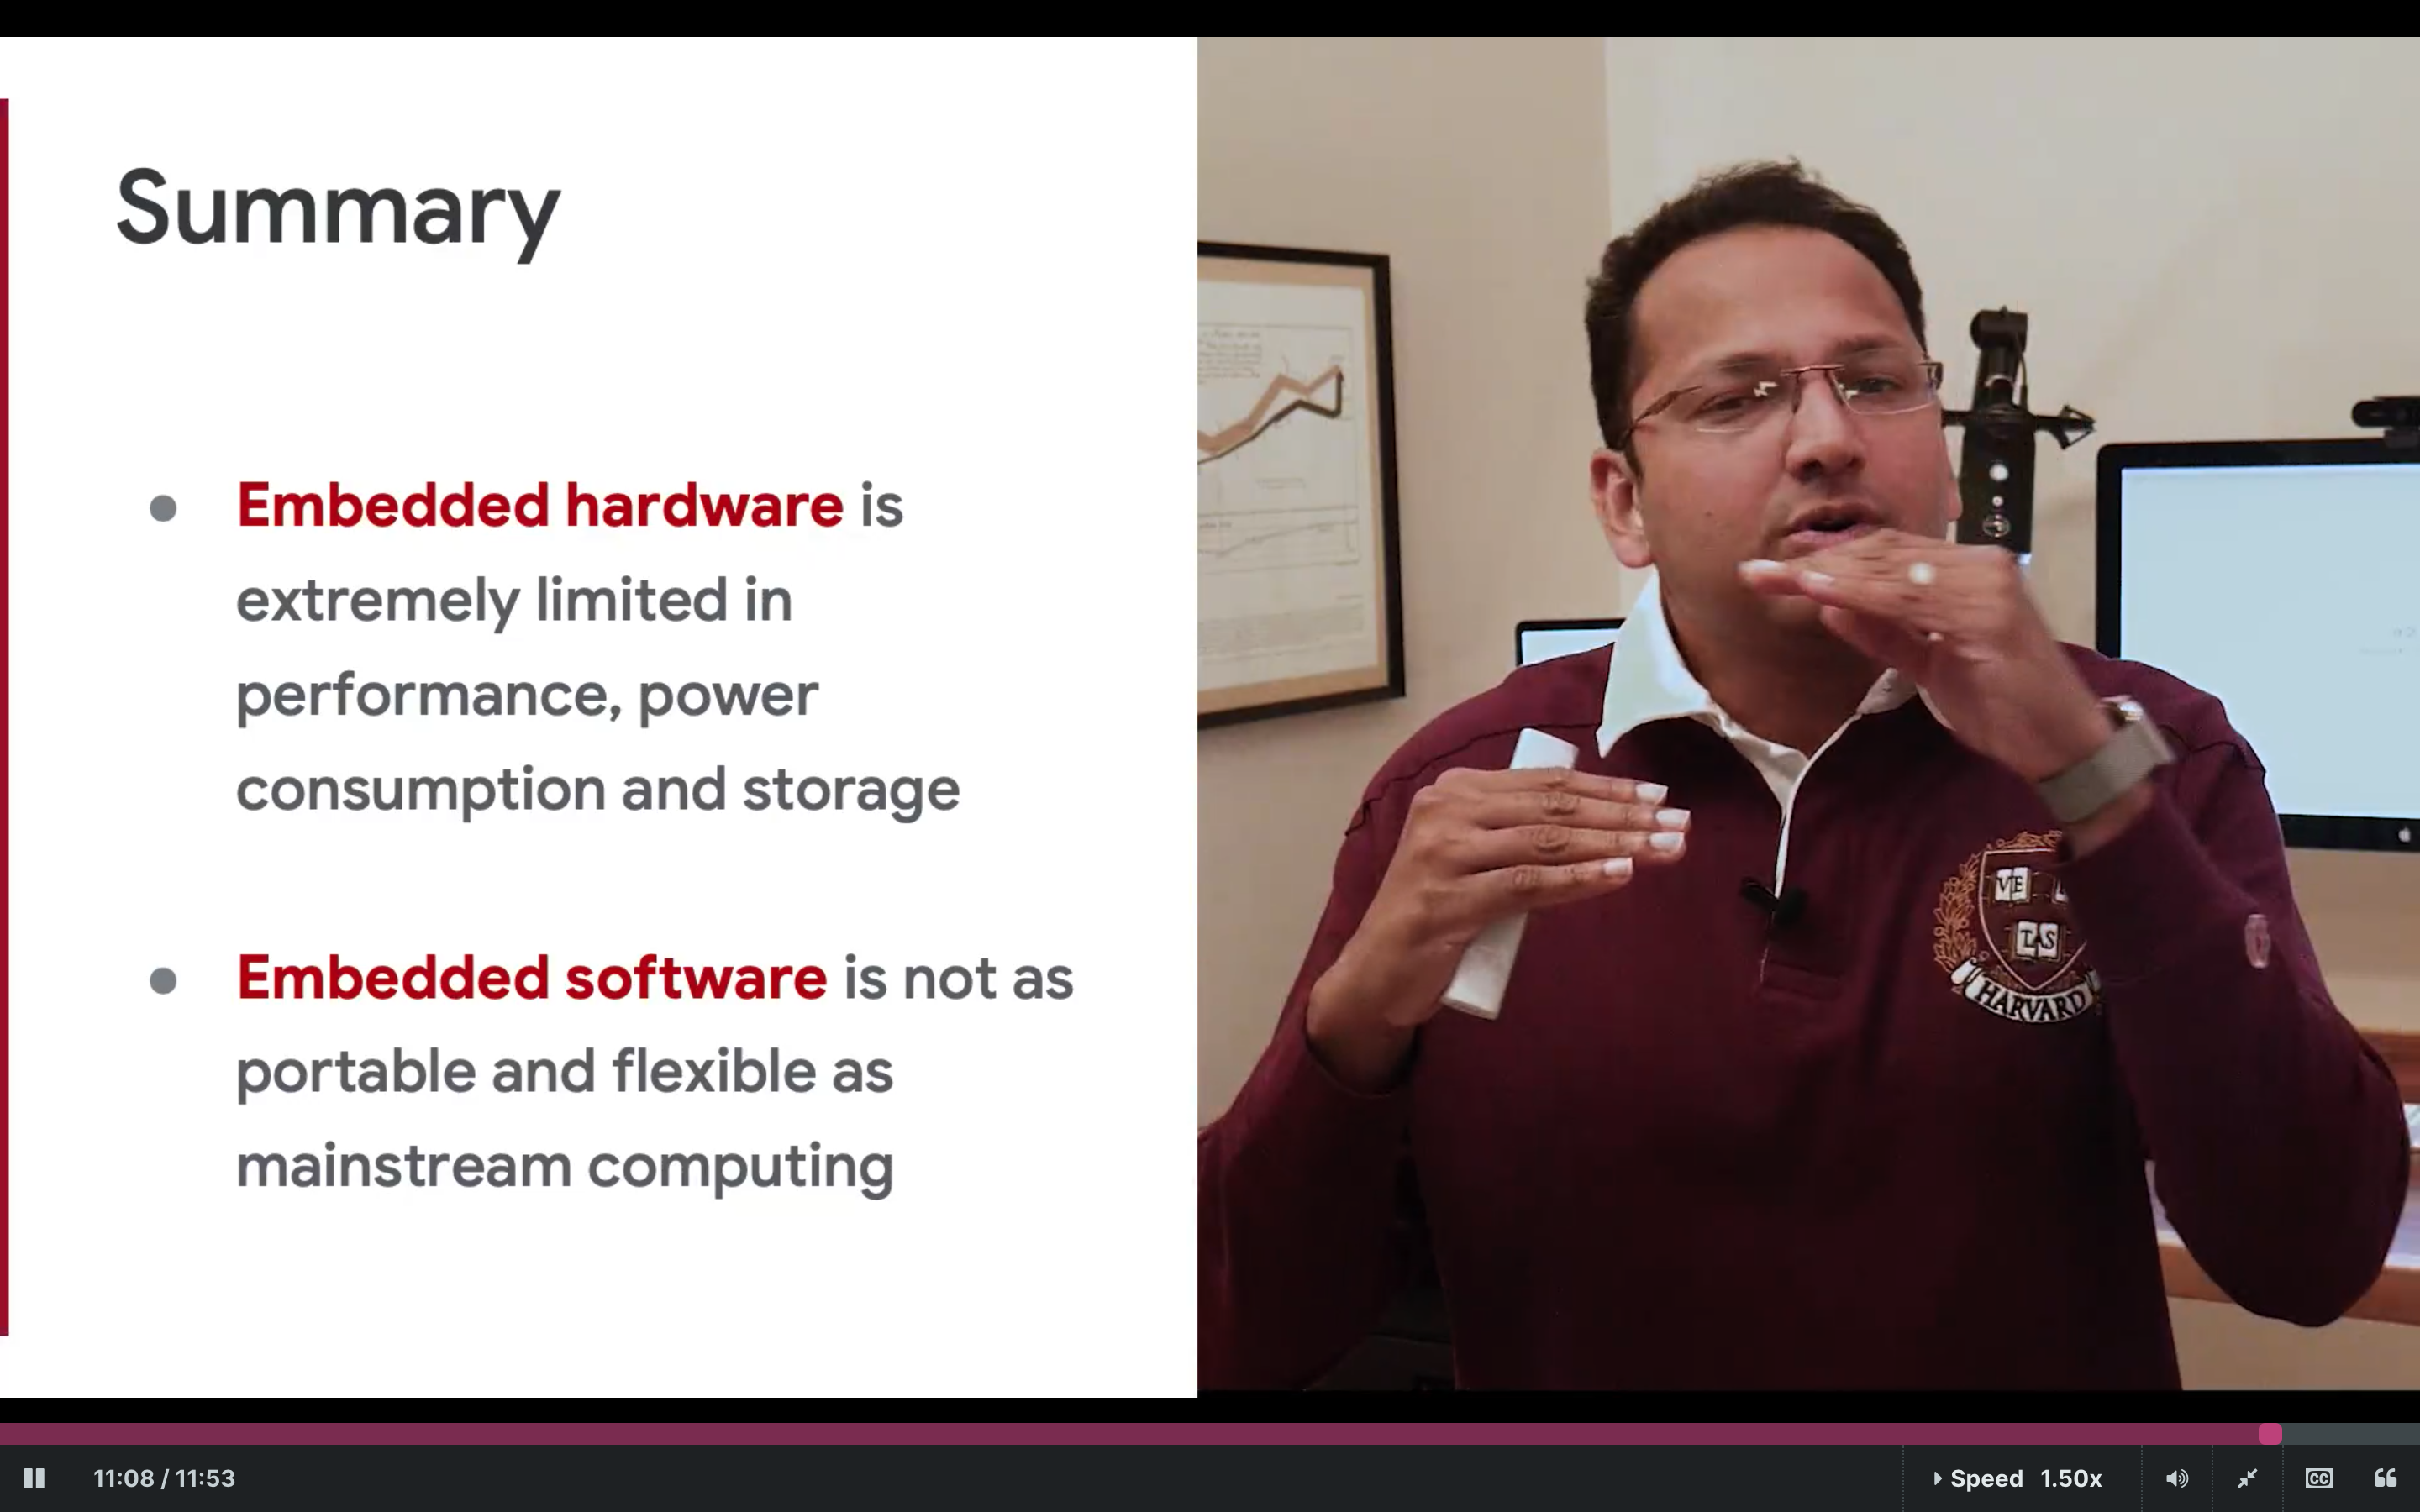 Summary
Embedded hardware is
extremely limited in
performance, power
consumption and storage
Embedded software is not as
portable and flexible as
mainstream computing
VE
TAS
HARVARD
11:08 / 11:53
Speed 1.50x
CC